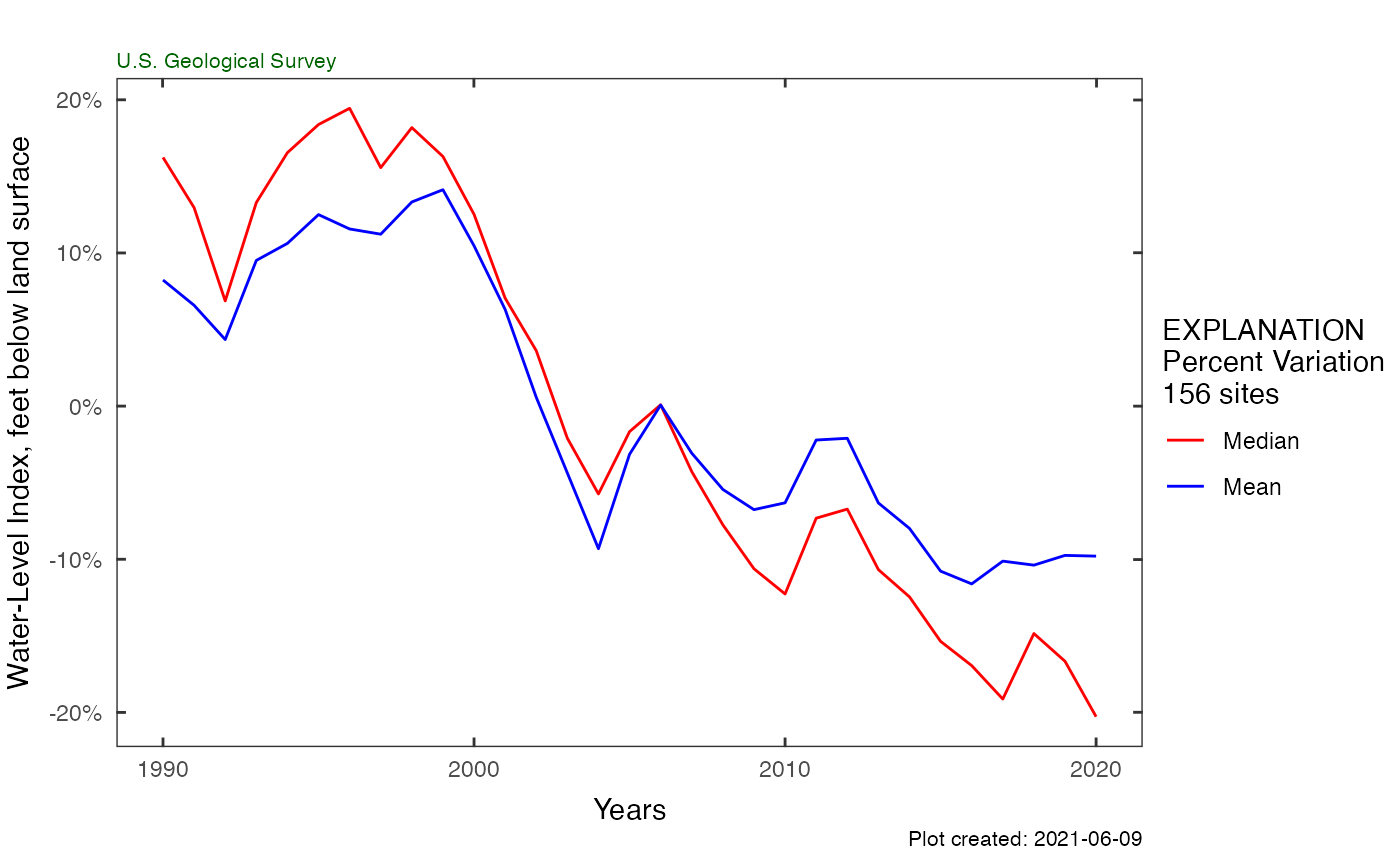 U.S. Geological Survey
Water-Level Index, feet below land surface
20%
10%
0%
-10%
-20%
1990
2000
2010
2020
Years
EXPLANATION
Percent Variation
156 sites
Median
Mean
Plot created: 2021-06-09